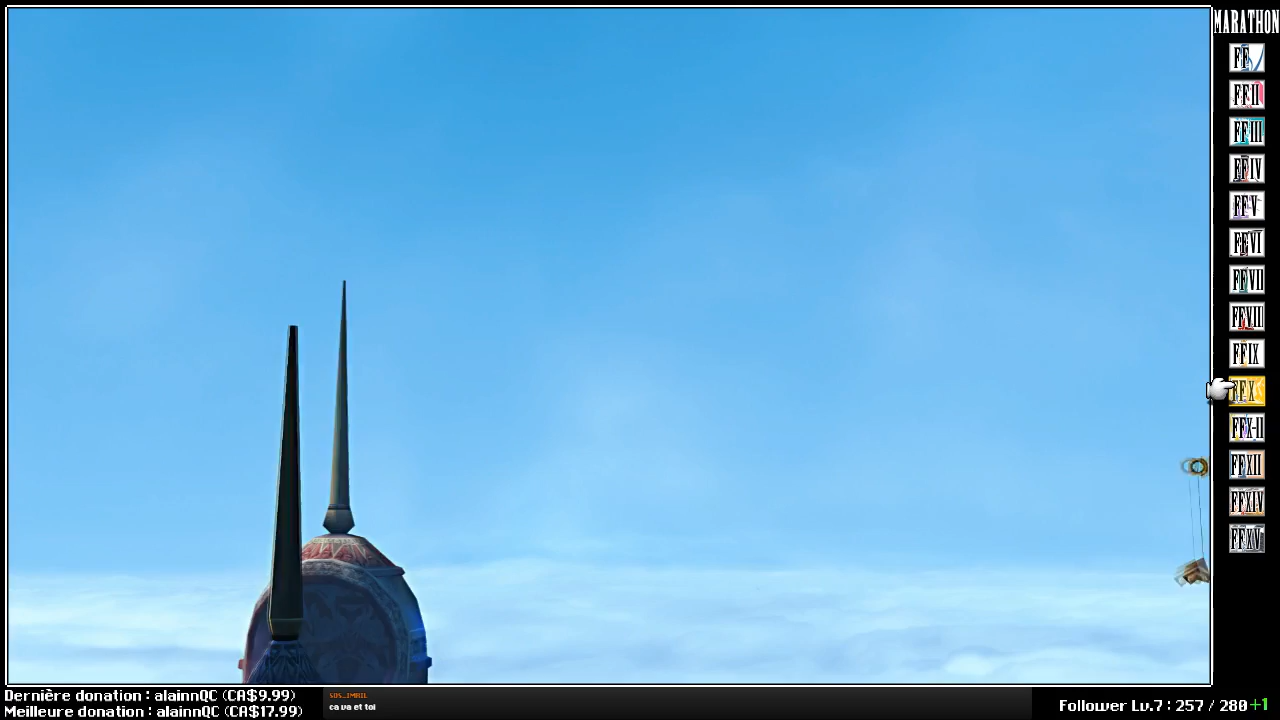 MARATHON
FF
FFII
FFIII
FFIV
FFV
FFVI
FFVII
FFVIII
FFIX
FFX
FFX-II
FFXII
FFXIV
FFXV
Dernière donation : alainnQC (CA$9.99)
Meilleure donation : alainnQC (CA$17.99)
SOS_IMBIL
ca va et toi
Follower Lv.7 : 257 / 280 +1